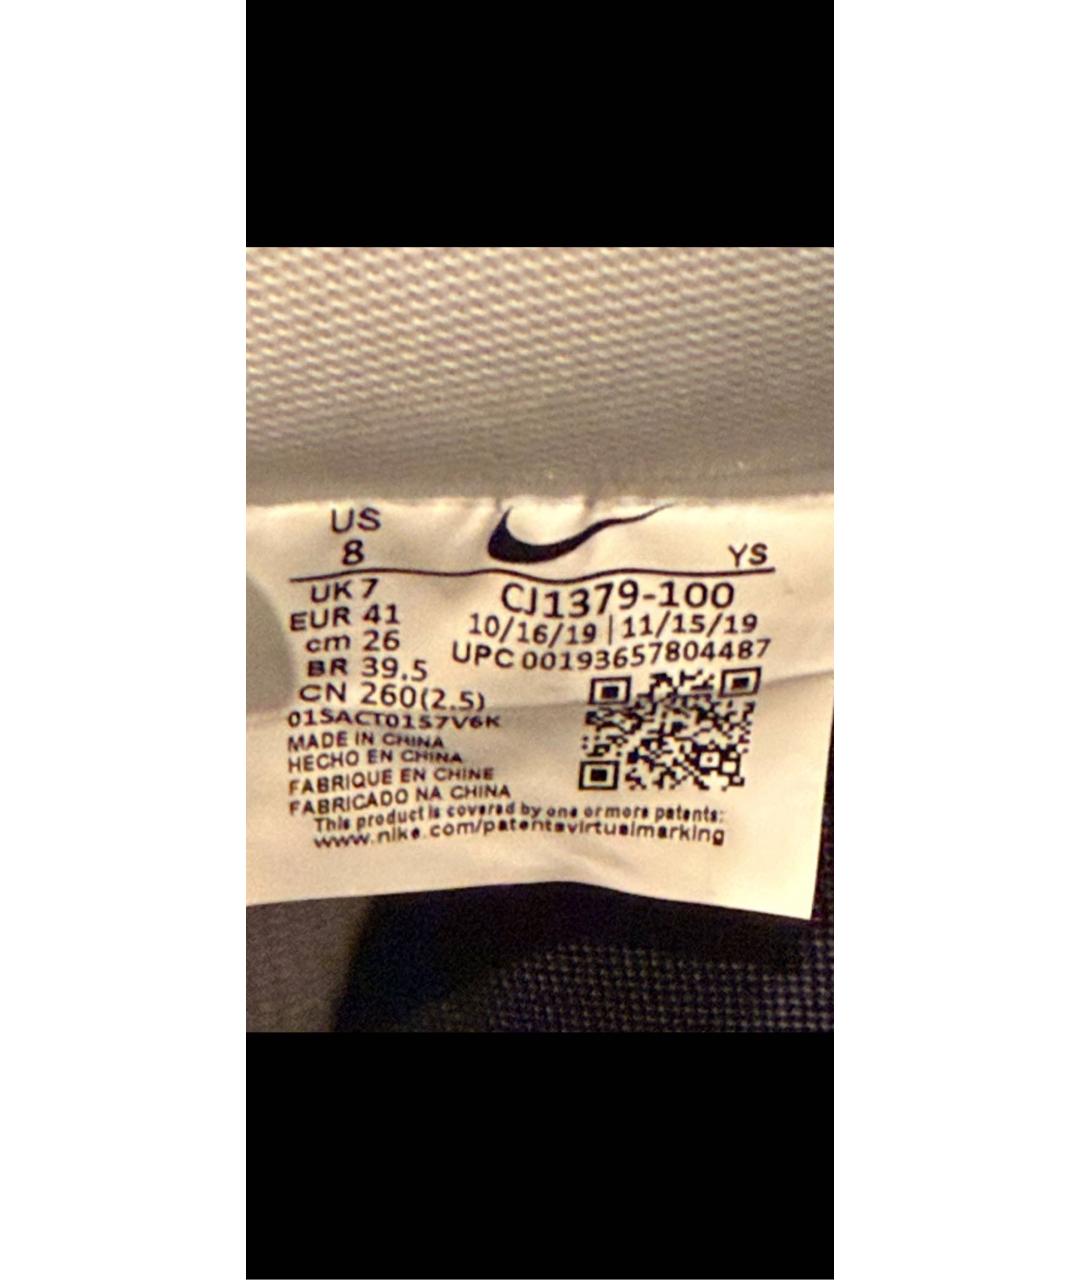 US
8
YS
UK 7
CJ1379-100
EUR 41
10/16/19 | 11/15/19
cm 26
UPC 00193657804487
BR 39.5
CN 260(2.5)
01SACT01S7V6K
MADE IN CHINA
HECHO EN CHINA
FABRIQUE EN CHINE
FABRICADO NA CHINA
This product is covered by one or more patents:
www.nike.com/patentsvirtualmarking